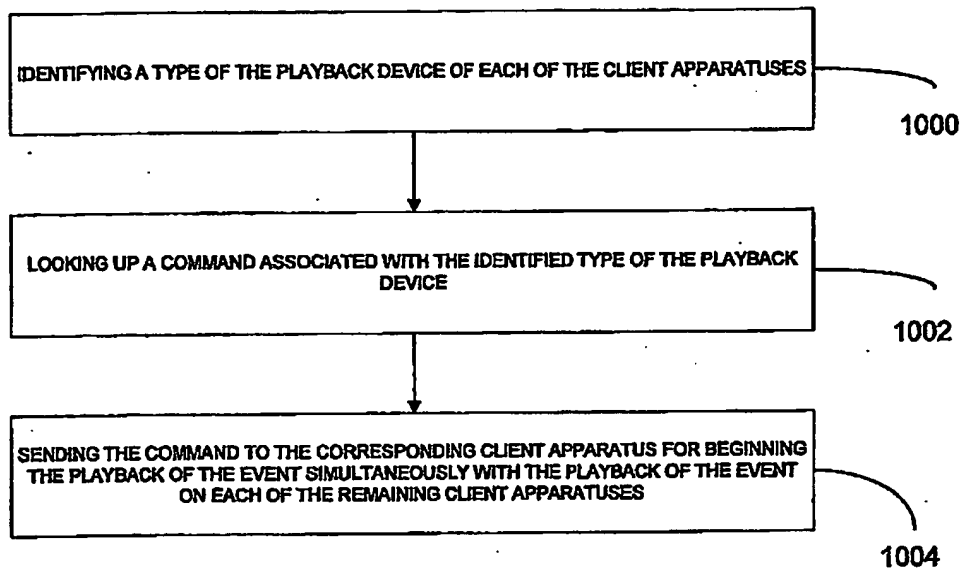 IDENTIFYING A TYPE OF THE PLAYBACK DEVICE OF EACH OF THE CLIENT APPARATUSES
1000
LOOKING UP A COMMAND ASSOCIATED WITH THE IDENTIFIED TYPE OF THE PLAYBACK
DEVICE
1002
SENDING THE COMMAND TO THE CORRESPONDING CLIENT APPARATUS FOR BEGINNING
THE PLAYBACK OF THE EVENT SIMULTANEOUSLY WITH THE PLAYBACK OF THE EVENT
ON EACH OF THE REMAINING CLIENT APPARATUSES
1004